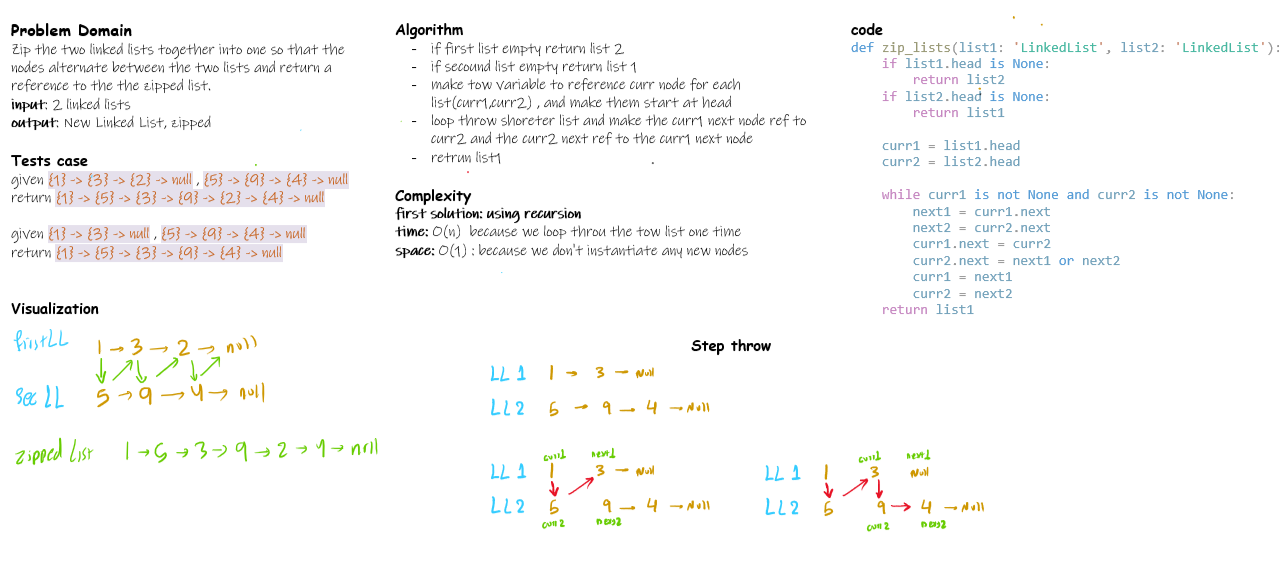 Problem Domain
Zip the two linked lists together into one so that the
nodes alternate between the two lists and return a
reference to the the zipped list.
input: 2 linked lists
output: New Linked List, zipped
Tests case
given {1} -> {3} -> {2} -> null , {5} -> {9} -> {4} -> null
return {1} -> {5} -> {3} -> {9} -> {2} -> {4} -> null
given {1} -> {3} -> null , {5} -> {9} -> {4} -> null
return {1} -> {5} -> {3} -> {9} -> {4} -> null
Visualization
first LL 1 → 3 → 2 → null
Sec LL 5 → 9 → 4 → null
zipped List 1 → 5 → 3 → 9 → 2 → 4 → null
Algorithm
- if first list empty return list 2
- if secound list empty return list 1
- make tow variable to reference curr node for each
list(curr1,curr2) , and make them start at head
- loop throw shoreter list and make the curr1 next node ref to
curr2 and the curr2 next ref to the curr1 next node
- retrun list1
Complexity
first solution: using recursion
time: O(n) because we loop throu the tow list one time
space: O(1) : because we don't instantiate any new nodes
code
def zip_lists(list1: 'LinkedList', list2: 'LinkedList'):
if list1.head is None:
return list2
if list2.head is None:
return list1
curr1 = list1.head
curr2 = list2.head
while curr1 is not None and curr2 is not None:
next1 = curr1.next
next2 = curr2.next
curr1.next = curr2
curr2.next = next1 or next2
curr1 = next1
curr2 = next2
return list1
Step throw
LL 1 1 → 3 → Null
LL 2 5 → 9 → 4 → Null
curr1 next1
LL 1 1 3 → Null
LL 2 5 9 → 4 → Null
curr2 next2
curr1 next1
LL 1 1 3 Null
LL 2 5 9 → 4 → Null
curr2 next2